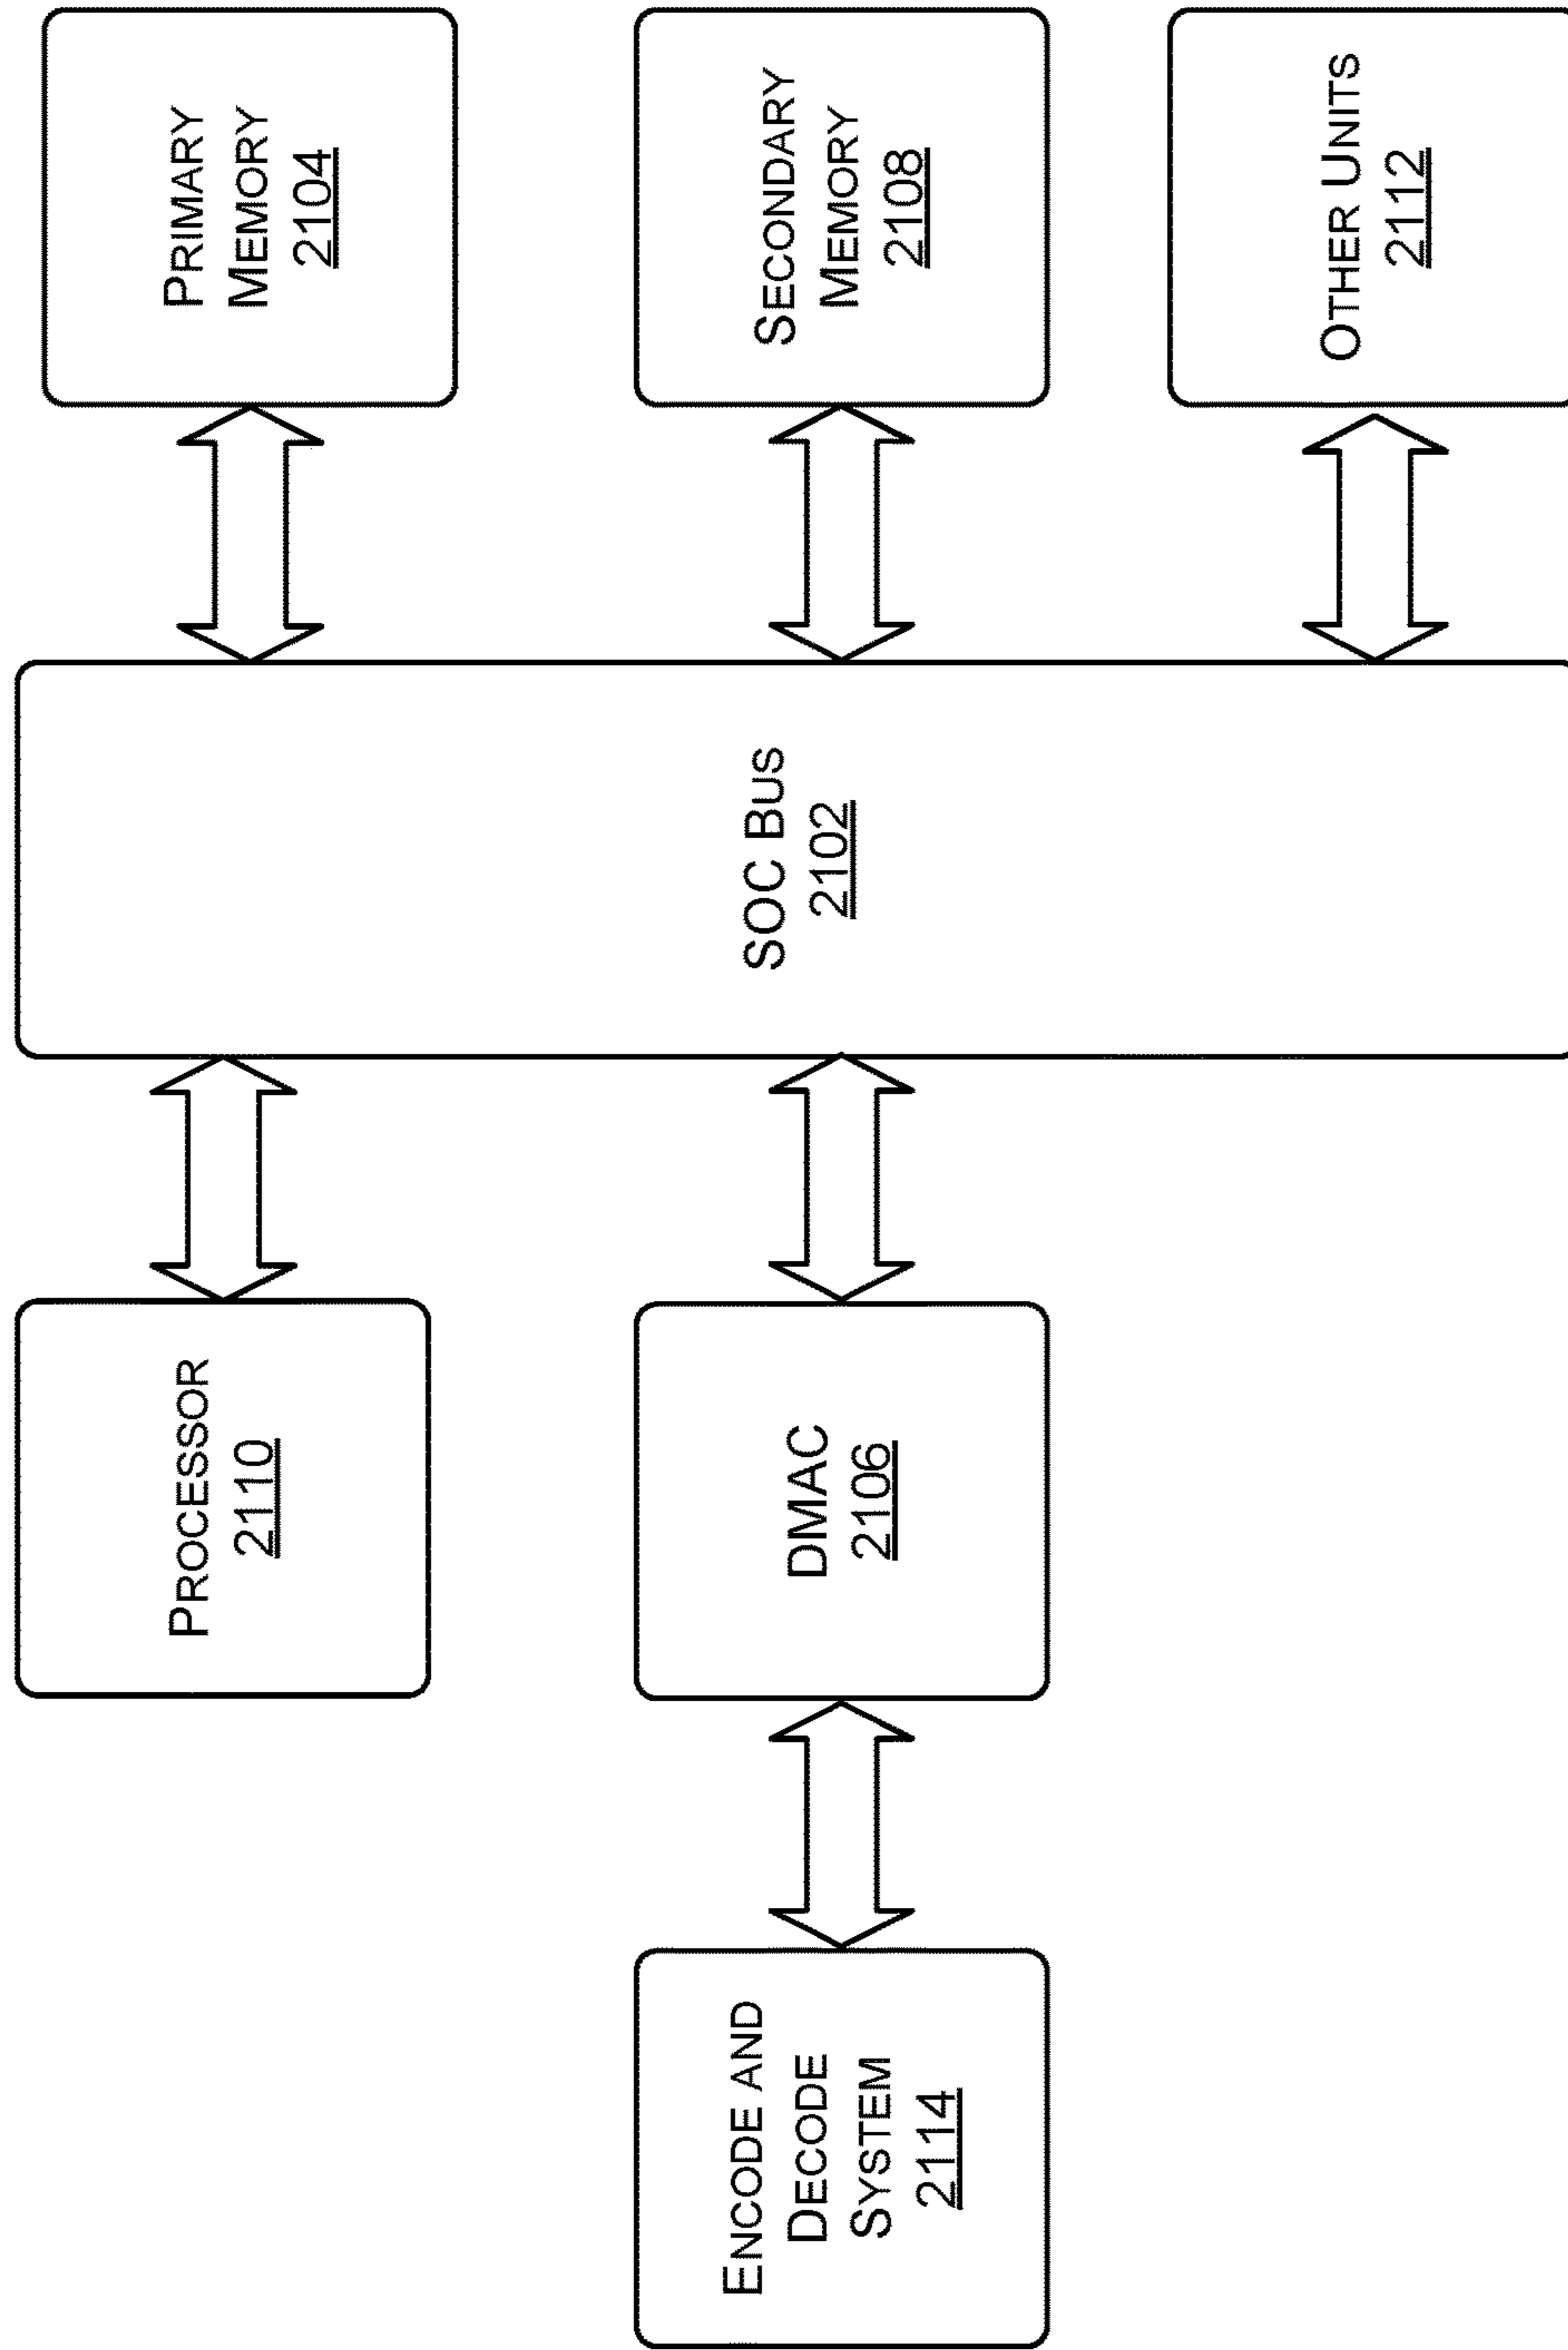 ENCODE AND
DECODE
SYSTEM
2114
PROCESSOR
2110
DMAC
2106
SOC BUS
2102
PRIMARY
MEMORY
2104
SECONDARY
MEMORY
2108
OTHER UNITS
2112